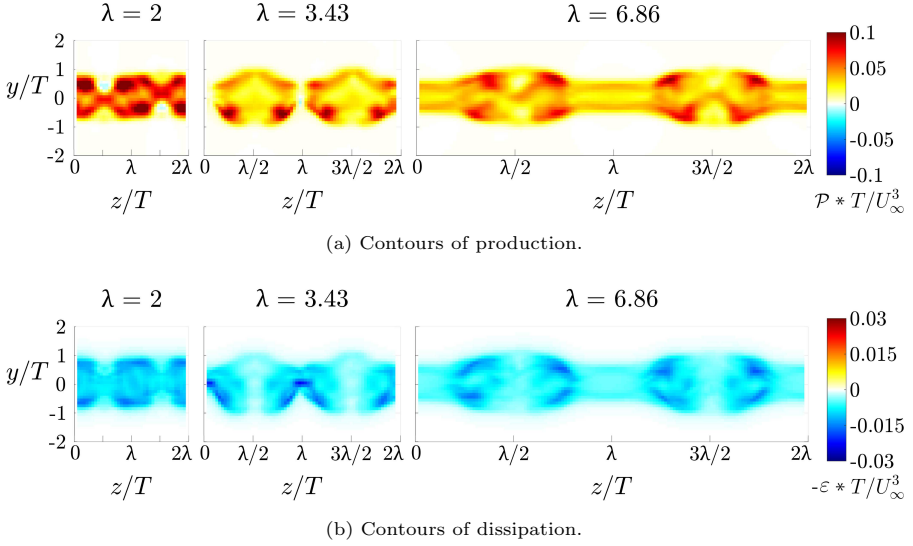 λ = 2 λ = 3.43 λ = 6.86
2 0.1
y/T 1 0.05
0 0
-1 -0.05
-2 -0.1
0 λ 2λ 0 λ/2 λ 3λ/2 2λ 0 λ/2 λ 3λ/2 2λ
z/T z/T z/T 𝒫 * T/U∞³
(a) Contours of production.
λ = 2 λ = 3.43 λ = 6.86
2 0.03
y/T 1 0.015
0 0
-1 -0.015
-2 -0.03
0 λ 2λ 0 λ/2 λ 3λ/2 2λ 0 λ/2 λ 3λ/2 2λ
z/T z/T z/T -ε * T/U∞³
(b) Contours of dissipation.